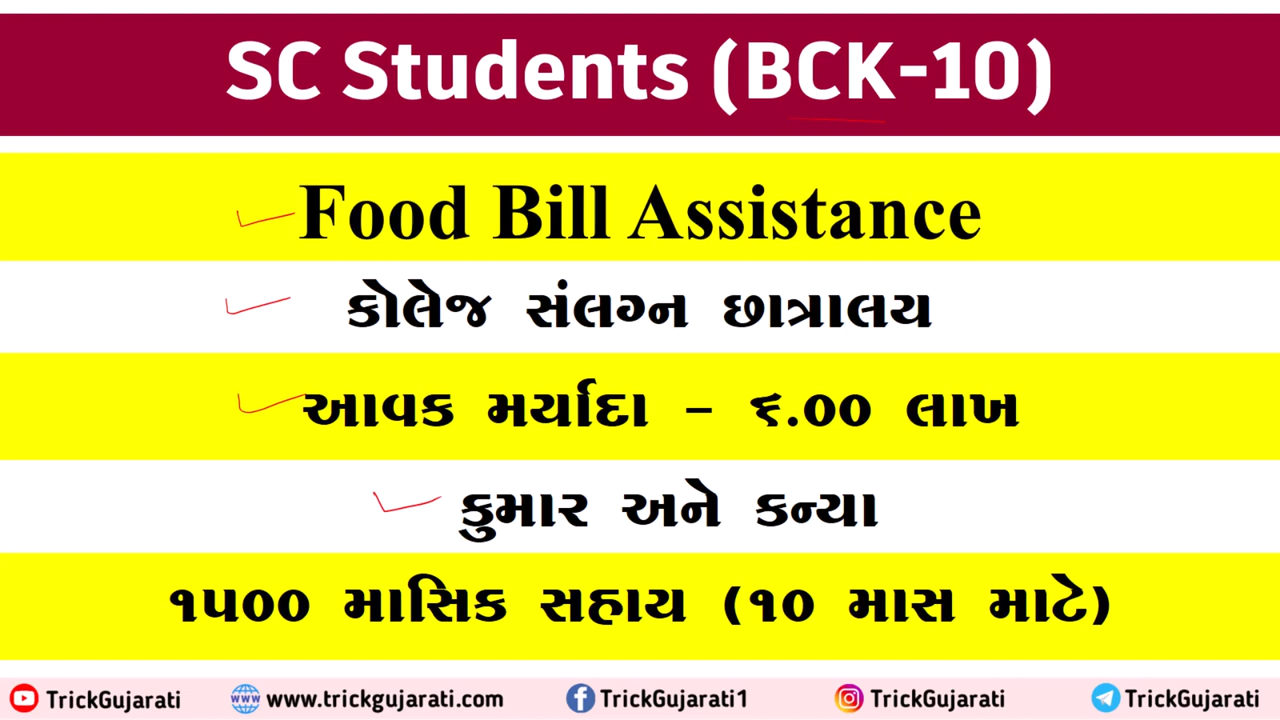 SC Students (BCK-10)
Food Bill Assistance
કોલેજ સંલગ્ન છાત્રાલય
આવક મર્યાદા - ૬.૦૦ લાખ
કુમાર અને કન્યા
૧૫૦૦ માસિક સહાય (૧૦ માસ માટે)
TrickGujarati www.trickgujarati.com TrickGujarati1 TrickGujarati TrickGujarati